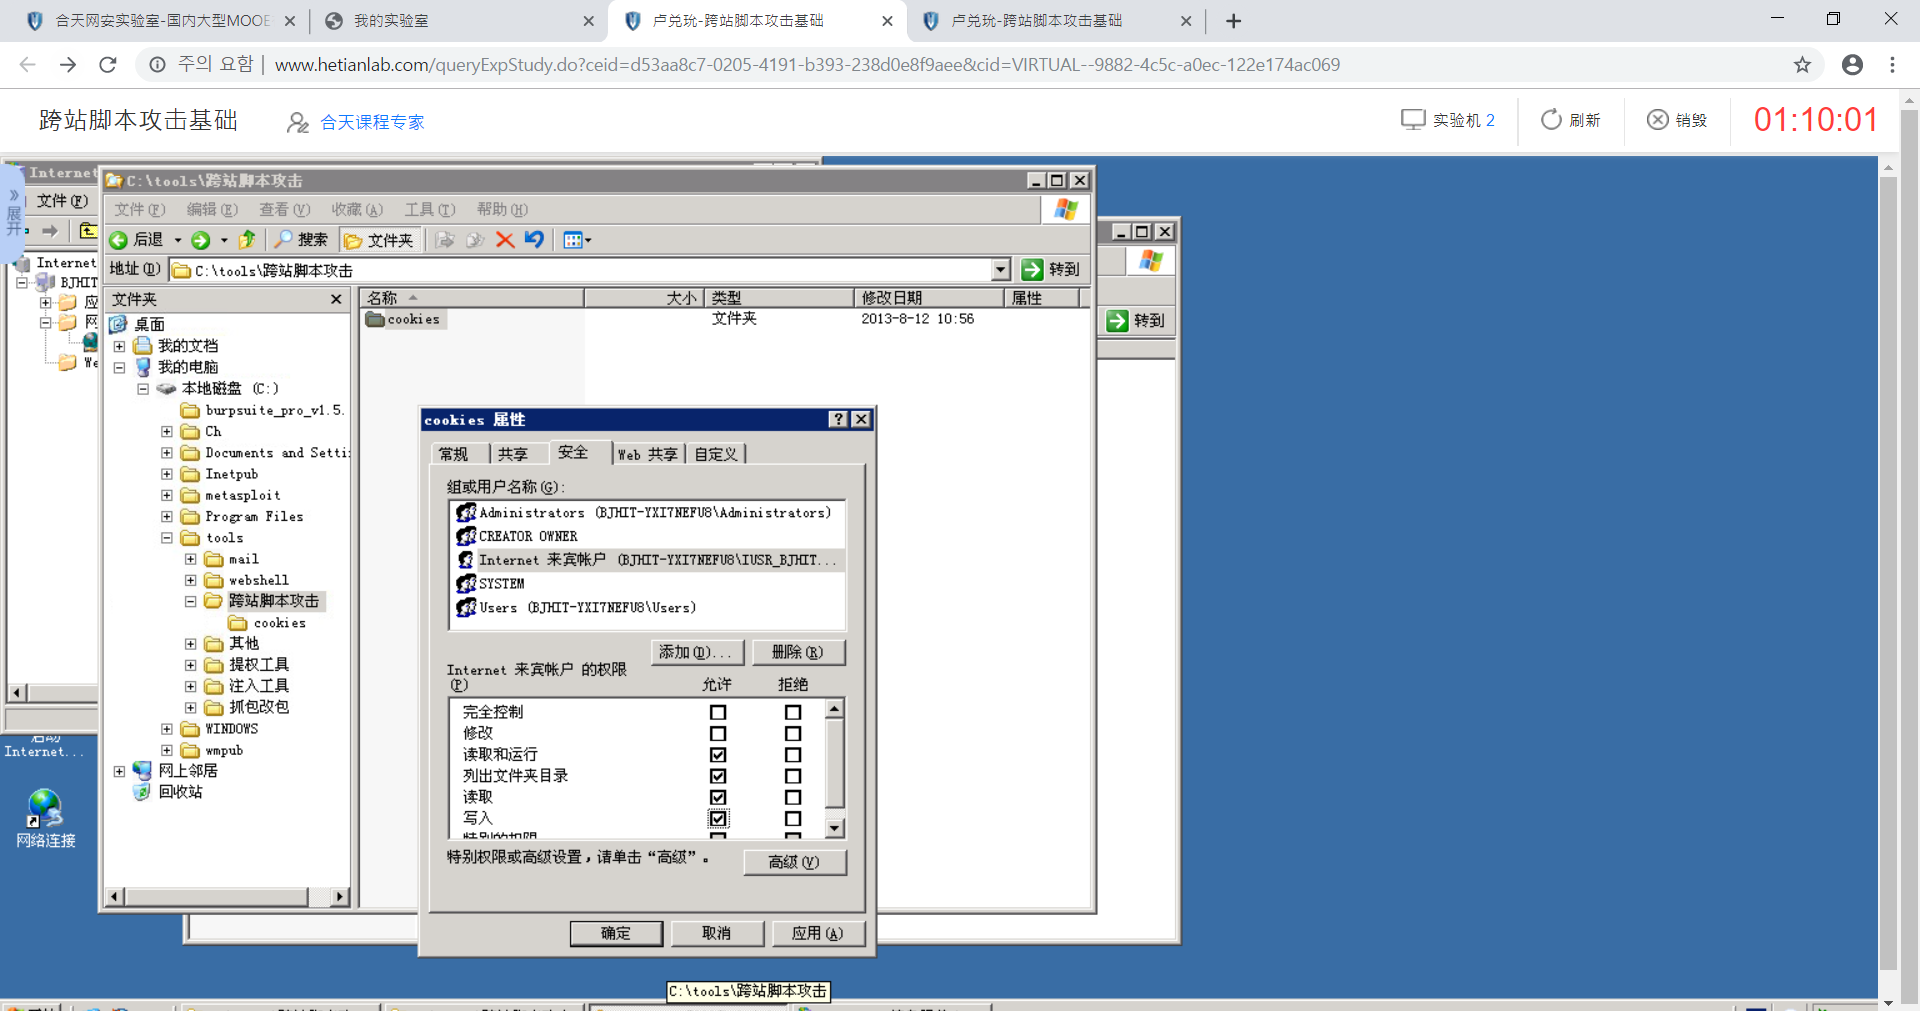 合天网安实验室-国内大型MOOE
我的实验室
卢兑玧-跨站脚本攻击基础
卢兑玧-跨站脚本攻击基础
주의 요함
www.hetianlab.com/queryExpStudy.do?ceid=d53aa8c7-0205-4191-b393-238d0e8f9aee&cid=VIRTUAL--9882-4c5c-a0ec-122e174ac069
跨站脚本攻击基础
合天课程专家
实验机 2
刷新
销毁
01:10:01
Internet
文件(F)
展开
Internet
BJHIT
应
网
We
Internet...
网络连接
C:\tools\跨站脚本攻击
文件(F) 编辑(E) 查看(V) 收藏(A) 工具(T) 帮助(H)
后退 搜索 文件夹
地址(D) C:\tools\跨站脚本攻击 转到
转到
文件夹
名称 大小 类型 修改日期 属性
cookies 文件夹 2013-8-12 10:56
桌面
我的文档
我的电脑
本地磁盘 (C:)
burpsuite_pro_v1.5.
Ch
Documents and Setti
Inetpub
metasploit
Program Files
tools
mail
webshell
跨站脚本攻击
cookies
其他
提权工具
注入工具
抓包改包
WINDOWS
wmpub
网上邻居
回收站
cookies 属性
常规 共享 安全 Web 共享 自定义
组或用户名称(G):
Administrators (BJHIT-YXI7NEFU8\Administrators)
CREATOR OWNER
Internet 来宾帐户 (BJHIT-YXI7NEFU8\IUSR_BJHIT...
SYSTEM
Users (BJHIT-YXI7NEFU8\Users)
添加(D)... 删除(R)
Internet 来宾帐户 的权限
(P) 允许 拒绝
完全控制
修改
读取和运行
列出文件夹目录
读取
写入
特别的权限
特别权限或高级设置，请单击“高级”。
高级(V)
确定 取消 应用(A)
C:\tools\跨站脚本攻击